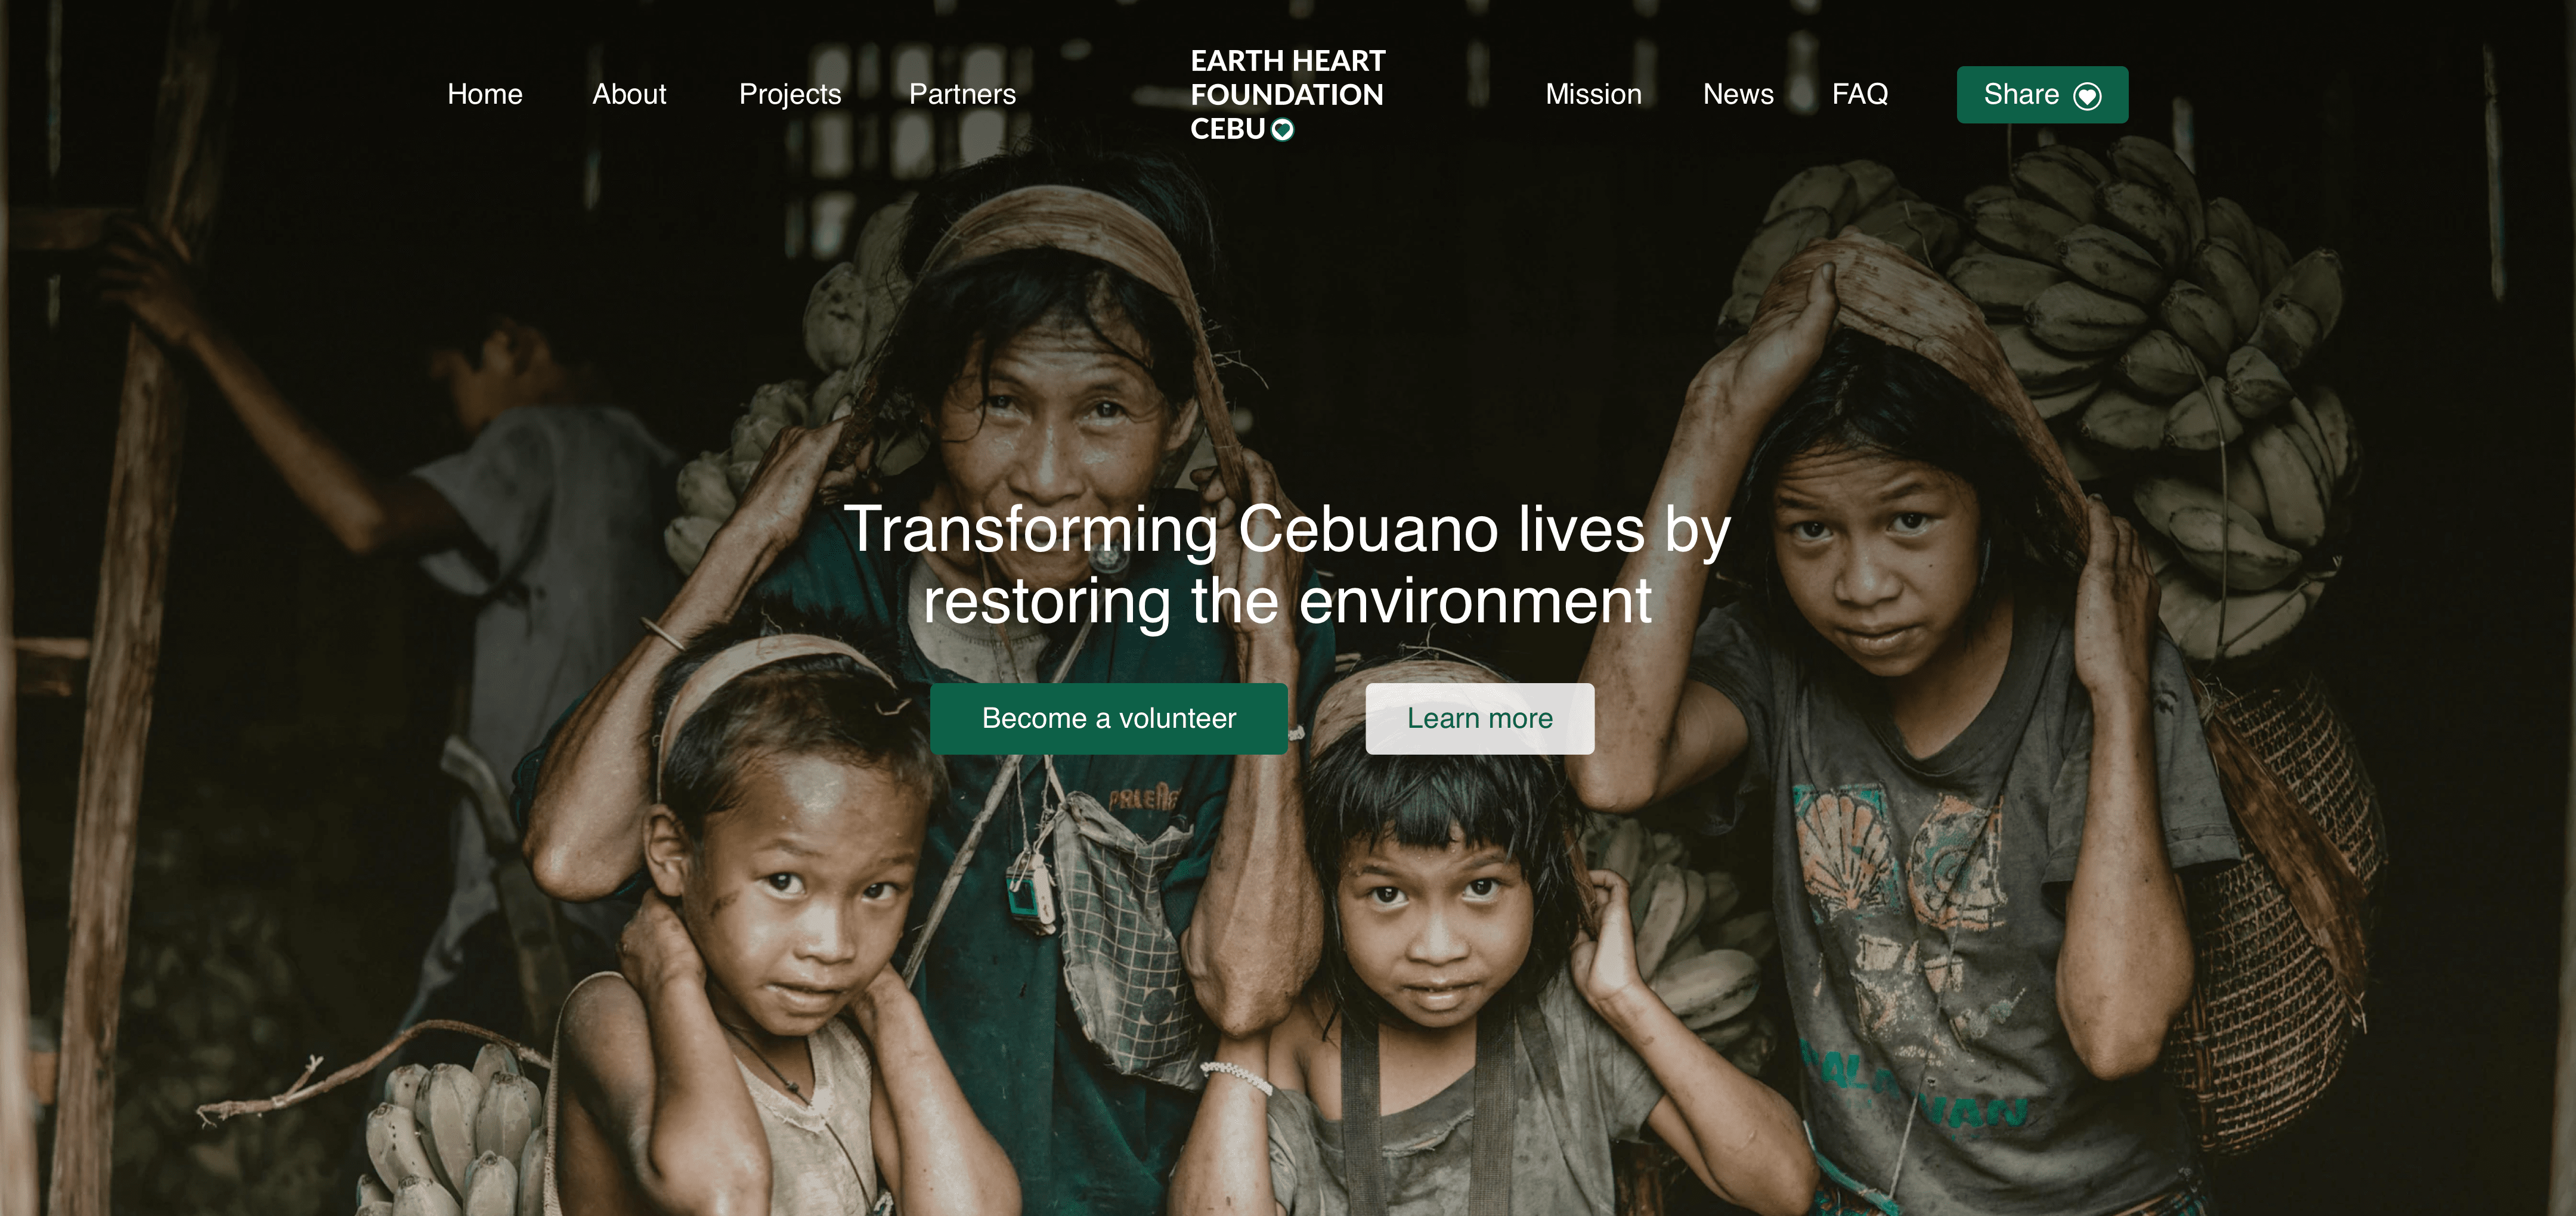 Home About Projects Partners
EARTH HEART
FOUNDATION
CEBU
Mission News FAQ Share
Transforming Cebuano lives by
restoring the environment
Become a volunteer Learn more